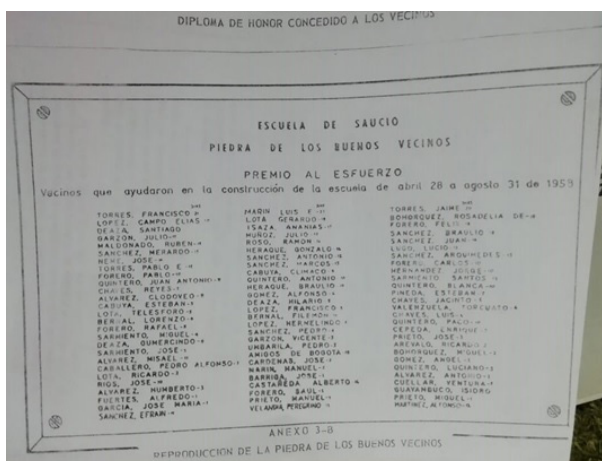 DIPLOMA DE HONOR CONCEDIDO A LOS VECINOS
ESCUELA DE SAUCIO
PIEDRA DE LOS BUENOS VECINOS
PREMIO AL ESFUERZO
Vecinos que ayudaron en la construcción de la escuela de abril 28 a agosto 31 de 1958
TORRES, FRANCISCO
LOPEZ, CAMPO ELIAS
DEAZA, SANTIAGO
GARZON, JULIO
MALDONADO, RUBEN
SANCHEZ, MERARDO
JOSE
TORRES, PABLO E
FORERO, PABLO
QUINTERO, JUAN ANTONIO
CHAVES, REYES
ALVAREZ, CLODOVEO
CABUYA, ESTEBAN
LOTA, TELESFORO
BERNAL, LORENZO
FORERO, RAFAEL
SARMIENTO, MIGUEL
DEAZA, GUMERCINDO
SARMIENTO, JOSE
ALVAREZ, MISAEL
CABALLERO, PEDRO ALFONSO
LOTA, RICARDO
RIOS, JOSE
ALVAREZ, HUMBERTO
FUERTES, ALFREDO
GARCIA, JOSE MARIA
SANCHEZ, EFRAIN
MARIN LUIS E
LOTA GERARDO
ISAZA, ANANIAS
MUÑOZ, JULIO
ROSO, RAMON
HERAQUE, GONZALO
SANCHEZ, ANTONIO
SANCHEZ, MARCOS
CABUYA, CLIMACO
QUINTERO, ANTONIO
HERAQUE, BRAULIO
GOMEZ, ALFONSO
DEAZA, HILARIO
LOPEZ, FRANCISCO
BERNAL, FILEMON
LOPEZ, HERMELINDO
SANCHEZ, PEDRO
GARZON, VICENTE
UMBARILA, PEDRO
AMIGOS DE BOGOTA
CARDENAS, JOSE
MARIN, MANUEL
BARRIGA, JOSE
CASTAÑEDA ALBERTO
FORERO, SAUL
PRIETO, MANUEL
VELANDIA, PEREGRINO
TORRES, JAIME
BOHORQUEZ, ROSADELIA DE
FORERO, FELIX
SANCHEZ, BRAULIO
SANCHEZ, JUAN
LUGO, LUCIO
SANCHEZ, ARQUIMEDES
FORERO, CARLOS
HERNANDEZ, JORGE
SARMIENTO, SANTOS
QUINTERO, BLANCA
PINEDA, ESTEBAN
CHAVES, JACINTO
VALENZUELA, TORCUATO
CHAVES, LUIS
QUINTERO,
CEPEDA, ENRIQUE
PRIETO, JOSE
AREVALO, RICARDO
BOHORQUEZ, MIGUEL
GOMEZ, ANGEL
QUINTERO, LUCIANO
ALVAREZ, ANTONIO
CUELLAR, VENTURA
GUAYAMBUCO, ISIDRO
PRIETO, MIGUEL
MARTINEZ, ALFONSO
ANEXO 3-B
REPRODUCCION DE LA PIEDRA DE LOS BUENOS VECINOS